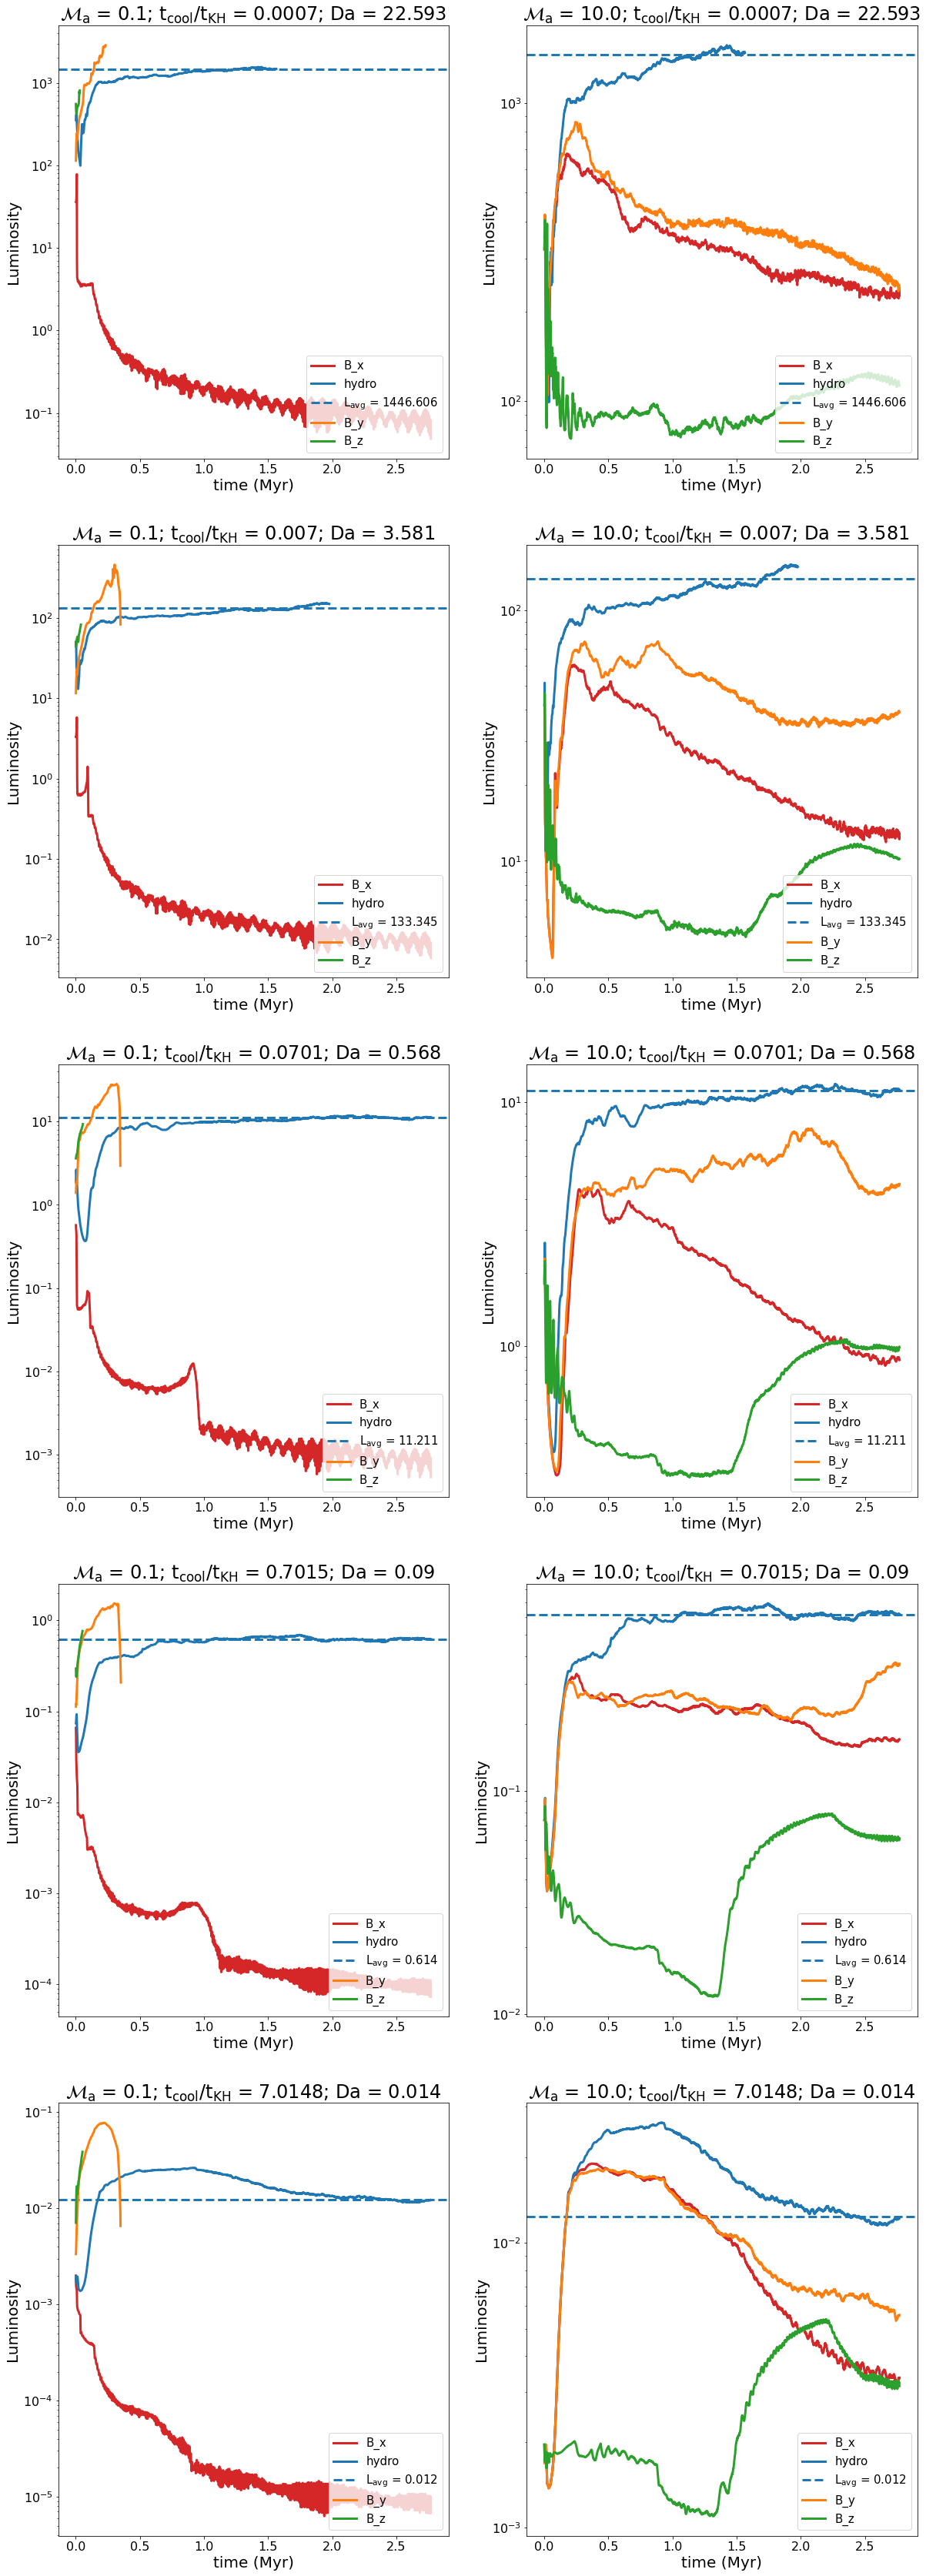 ℳa = 0.1; tcool/tKH = 0.0007; Da = 22.593
Luminosity
10³
10²
10¹
10⁰
10⁻¹
B_x
hydro
Lavg = 1446.606
B_y
B_z
0.0 0.5 1.0 1.5 2.0 2.5
time (Myr)
ℳa = 10.0; tcool/tKH = 0.0007; Da = 22.593
Luminosity
10³
10²
B_x
hydro
Lavg = 1446.606
B_y
B_z
0.0 0.5 1.0 1.5 2.0 2.5
time (Myr)
ℳa = 0.1; tcool/tKH = 0.007; Da = 3.581
Luminosity
10²
10¹
10⁰
10⁻¹
10⁻²
B_x
hydro
Lavg = 133.345
B_y
B_z
0.0 0.5 1.0 1.5 2.0 2.5
time (Myr)
ℳa = 10.0; tcool/tKH = 0.007; Da = 3.581
Luminosity
10²
10¹
B_x
hydro
Lavg = 133.345
B_y
B_z
0.0 0.5 1.0 1.5 2.0 2.5
time (Myr)
ℳa = 0.1; tcool/tKH = 0.0701; Da = 0.568
Luminosity
10¹
10⁰
10⁻¹
10⁻²
10⁻³
B_x
hydro
Lavg = 11.211
B_y
B_z
0.0 0.5 1.0 1.5 2.0 2.5
time (Myr)
ℳa = 10.0; tcool/tKH = 0.0701; Da = 0.568
Luminosity
10¹
10⁰
B_x
hydro
Lavg = 11.211
B_y
B_z
0.0 0.5 1.0 1.5 2.0 2.5
time (Myr)
ℳa = 0.1; tcool/tKH = 0.7015; Da = 0.09
Luminosity
10⁰
10⁻¹
10⁻²
10⁻³
10⁻⁴
B_x
hydro
Lavg = 0.614
B_y
B_z
0.0 0.5 1.0 1.5 2.0 2.5
time (Myr)
ℳa = 10.0; tcool/tKH = 0.7015; Da = 0.09
Luminosity
10⁻¹
10⁻²
B_x
hydro
Lavg = 0.614
B_y
B_z
0.0 0.5 1.0 1.5 2.0 2.5
time (Myr)
ℳa = 0.1; tcool/tKH = 7.0148; Da = 0.014
Luminosity
10⁻¹
10⁻²
10⁻³
10⁻⁴
10⁻⁵
B_x
hydro
Lavg = 0.012
B_y
B_z
0.0 0.5 1.0 1.5 2.0 2.5
time (Myr)
ℳa = 10.0; tcool/tKH = 7.0148; Da = 0.014
Luminosity
10⁻²
10⁻³
B_x
hydro
Lavg = 0.012
B_y
B_z
0.0 0.5 1.0 1.5 2.0 2.5
time (Myr)